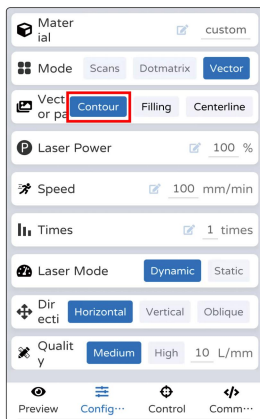 Mater
ial
custom
Mode Scans Dotmatrix Vector
Vect
or pa
Contour Filling Centerline
P Laser Power 100 %
Speed 100 mm/min
Times 1 times
Laser Mode Dynamic Static
Dir
ecti
Horizontal Vertical Oblique
Qualit
y
Medium High 10 L/mm
Preview Config··· Control Comm···